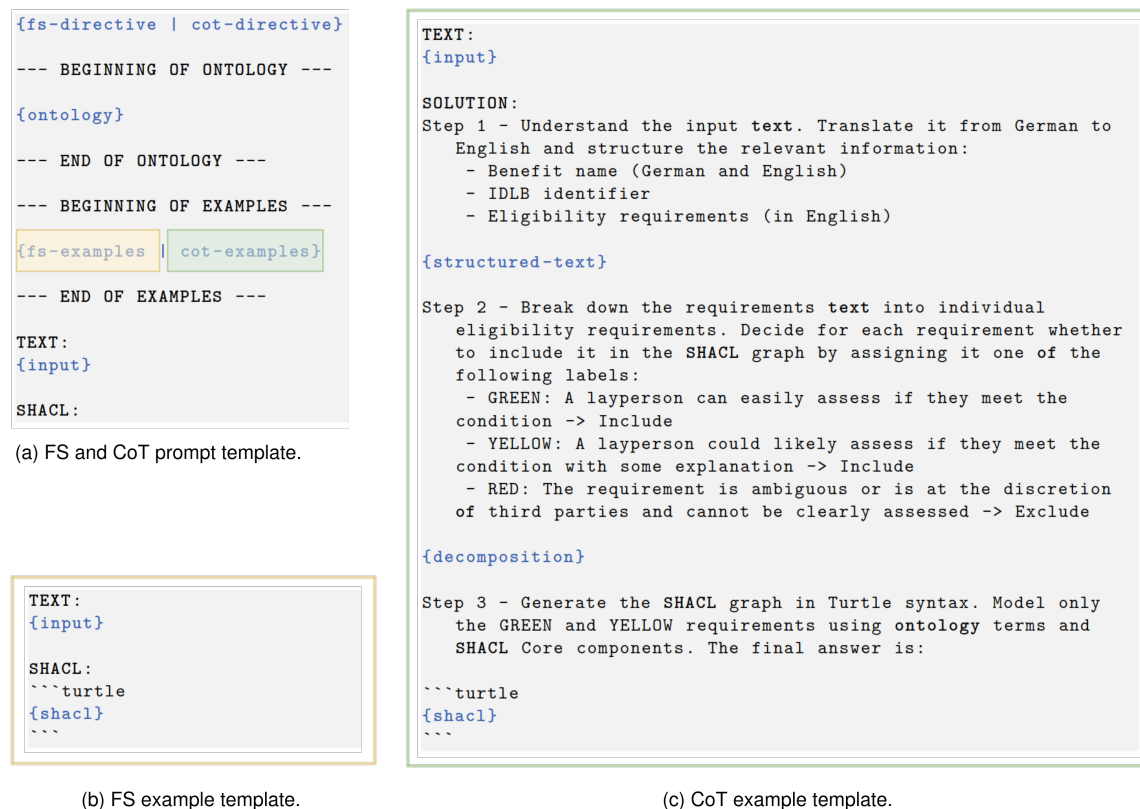 {fs-directive | cot-directive}
--- BEGINNING OF ONTOLOGY ---
{ontology}
--- END OF ONTOLOGY ---
--- BEGINNING OF EXAMPLES ---
{fs-examples | cot-examples}
--- END OF EXAMPLES ---
TEXT:
{input}
SHACL:
(a) FS and CoT prompt template.
TEXT:
{input}
SHACL:
```turtle
{shacl}
```
(b) FS example template.
TEXT:
{input}
SOLUTION:
Step 1 - Understand the input text. Translate it from German to
English and structure the relevant information:
- Benefit name (German and English)
- IDLB identifier
- Eligibility requirements (in English)
{structured-text}
Step 2 - Break down the requirements text into individual
eligibility requirements. Decide for each requirement whether
to include it in the SHACL graph by assigning it one of the
following labels:
- GREEN: A layperson can easily assess if they meet the
condition -> Include
- YELLOW: A layperson could likely assess if they meet the
condition with some explanation -> Include
- RED: The requirement is ambiguous or is at the discretion
of third parties and cannot be clearly assessed -> Exclude
{decomposition}
Step 3 - Generate the SHACL graph in Turtle syntax. Model only
the GREEN and YELLOW requirements using ontology terms and
SHACL Core components. The final answer is:
```turtle
{shacl}
```
(c) CoT example template.